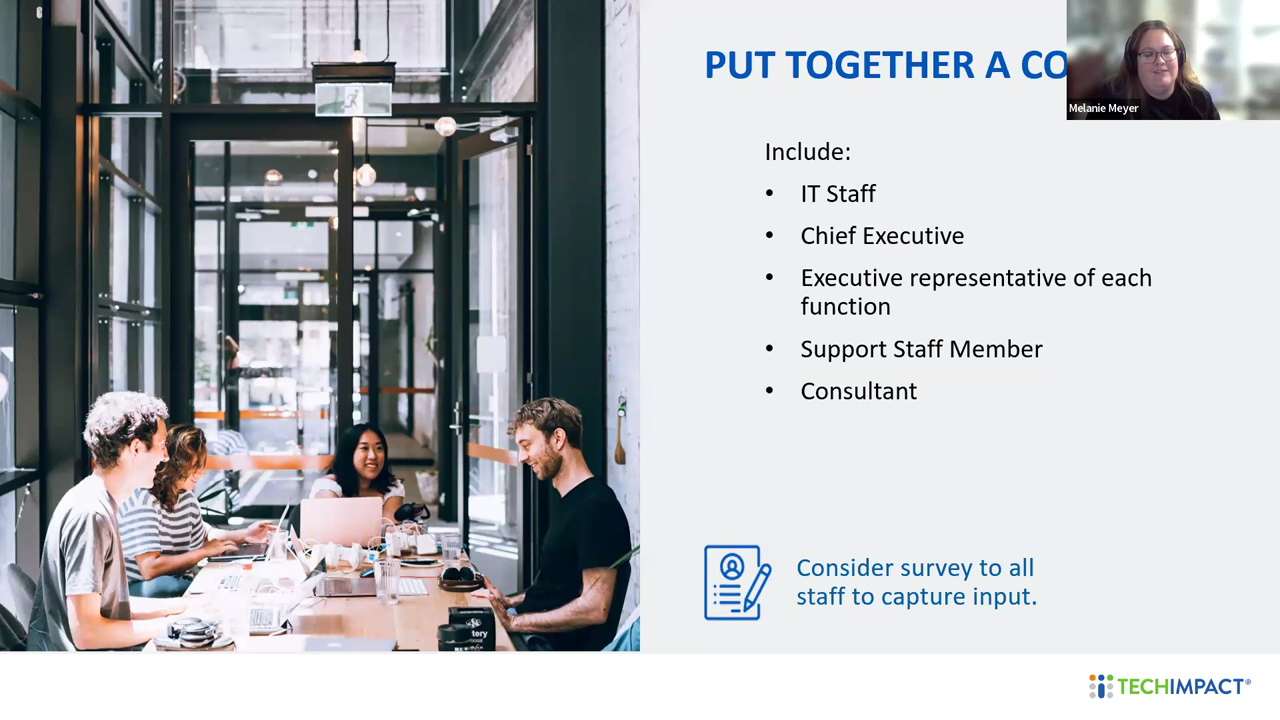 PUT TOGETHER A CO
Melanie Meyer
Include:
• IT Staff
• Chief Executive
• Executive representative of each
function
• Support Staff Member
• Consultant
Consider survey to all
staff to capture input.
tery
TECHIMPACT®